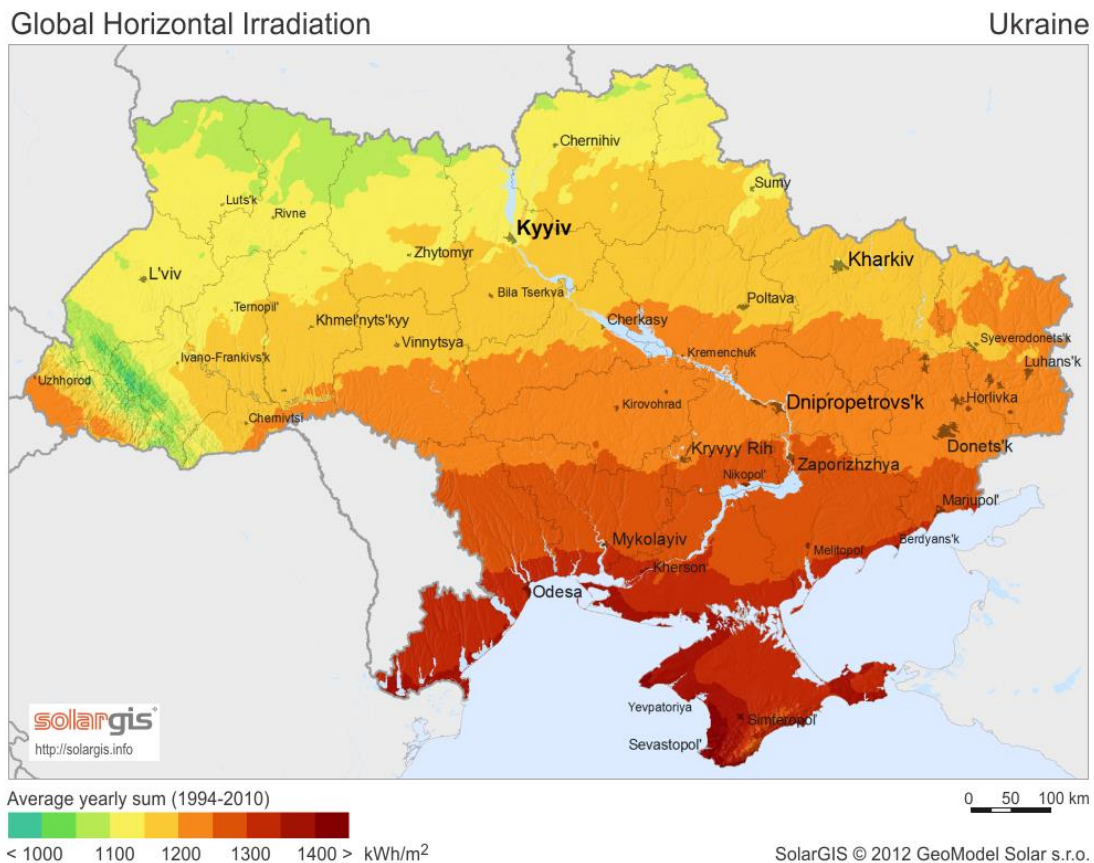 Global Horizontal Irradiation
Ukraine
Chernihiv
Sumy
Luts'k
Rivne
Kyyiv
Zhytomyr
Kharkiv
L'viv
Bila Tserkva
Poltava
Ternopil'
Khmel'nyts'kyy
Cherkasy
Vinnytsya
Syeverodonets'k
Ivano-Frankivs'k
Kremenchuk
Luhans'k
Uzhhorod
Kirovohrad
Dnipropetrovs'k
Horlivka
Chernivtsi
Donets'k
Kryvyy Rih
Zaporizhzhya
Nikopol'
Mariupol'
Mykolayiv
Berdyans'k
Melitopol'
Kherson
Odesa
Yevpatoriya
Simferopol'
Sevastopol'
solargis
http://solargis.info
Average yearly sum (1994-2010)
0 50 100 km
< 1000 1100 1200 1300 1400 > kWh/m²
SolarGIS © 2012 GeoModel Solar s.r.o.